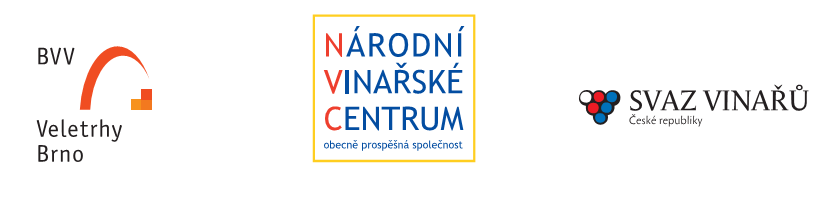 BVV
Veletrhy
Brno
NÁRODNÍ
VINAŘSKÉ
CENTRUM
obecně prospěšná společnost
SVAZ VINAŘŮ
České republiky